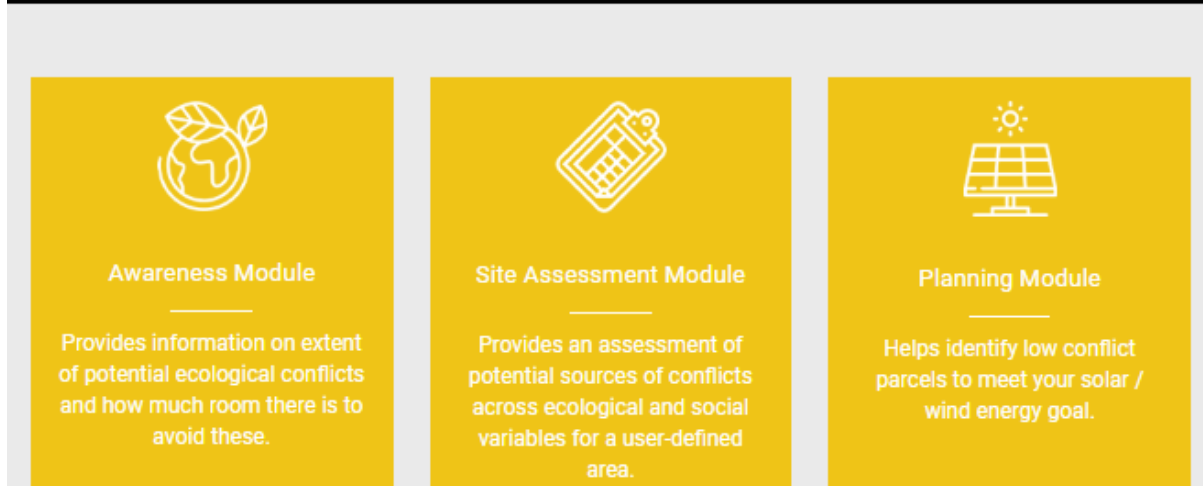 Awareness Module
Provides information on extent
of potential ecological conflicts
and how much room there is to
avoid these.
Site Assessment Module
Provides an assessment of
potential sources of conflicts
across ecological and social
variables for a user-defined
area.
Planning Module
Helps identify low conflict
parcels to meet your solar /
wind energy goal.